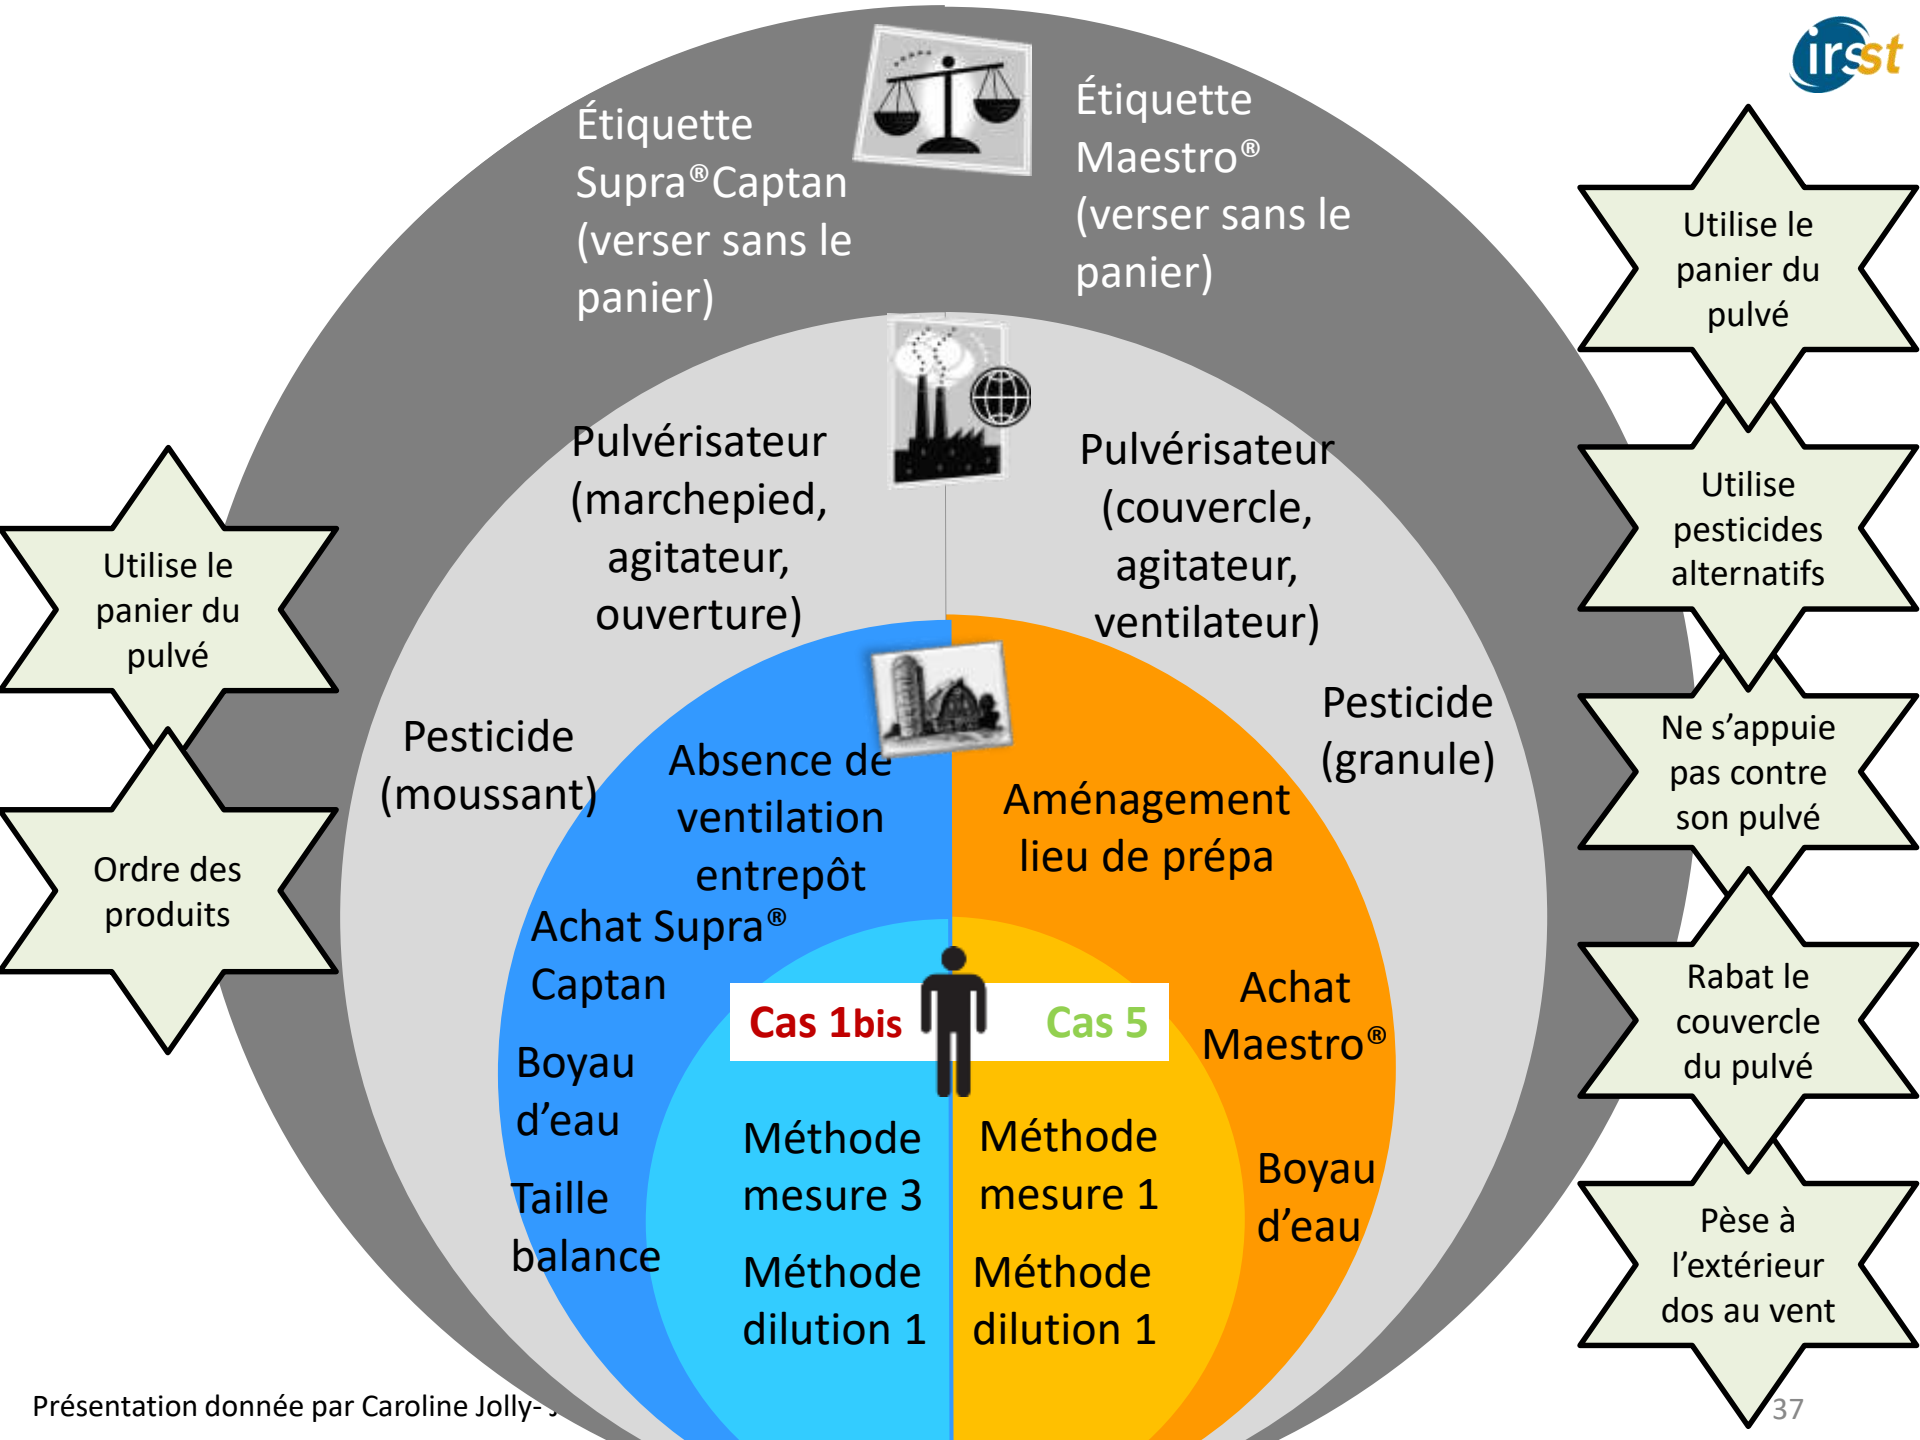 irsst
Étiquette
Supra®Captan
(verser sans le
panier)
Étiquette
Maestro®
(verser sans le
panier)
Pulvérisateur
(marchepied,
agitateur,
ouverture)
Pulvérisateur
(couvercle,
agitateur,
ventilateur)
Pesticide
(moussant)
Pesticide
(granule)
Absence de
ventilation
entrepôt
Achat Supra®
Captan
Boyau
d’eau
Taille
balance
Aménagement
lieu de prépa
Achat
Maestro®
Boyau
d’eau
Cas 1bis
Cas 5
Méthode
mesure 3
Méthode
dilution 1
Méthode
mesure 1
Méthode
dilution 1
Utilise le
panier du
pulvé
Ordre des
produits
Utilise le
panier du
pulvé
Utilise
pesticides
alternatifs
Ne s’appuie
pas contre
son pulvé
Rabat le
couvercle
du pulvé
Pèse à
l’extérieur
dos au vent
Présentation donnée par Caroline Jolly-
37